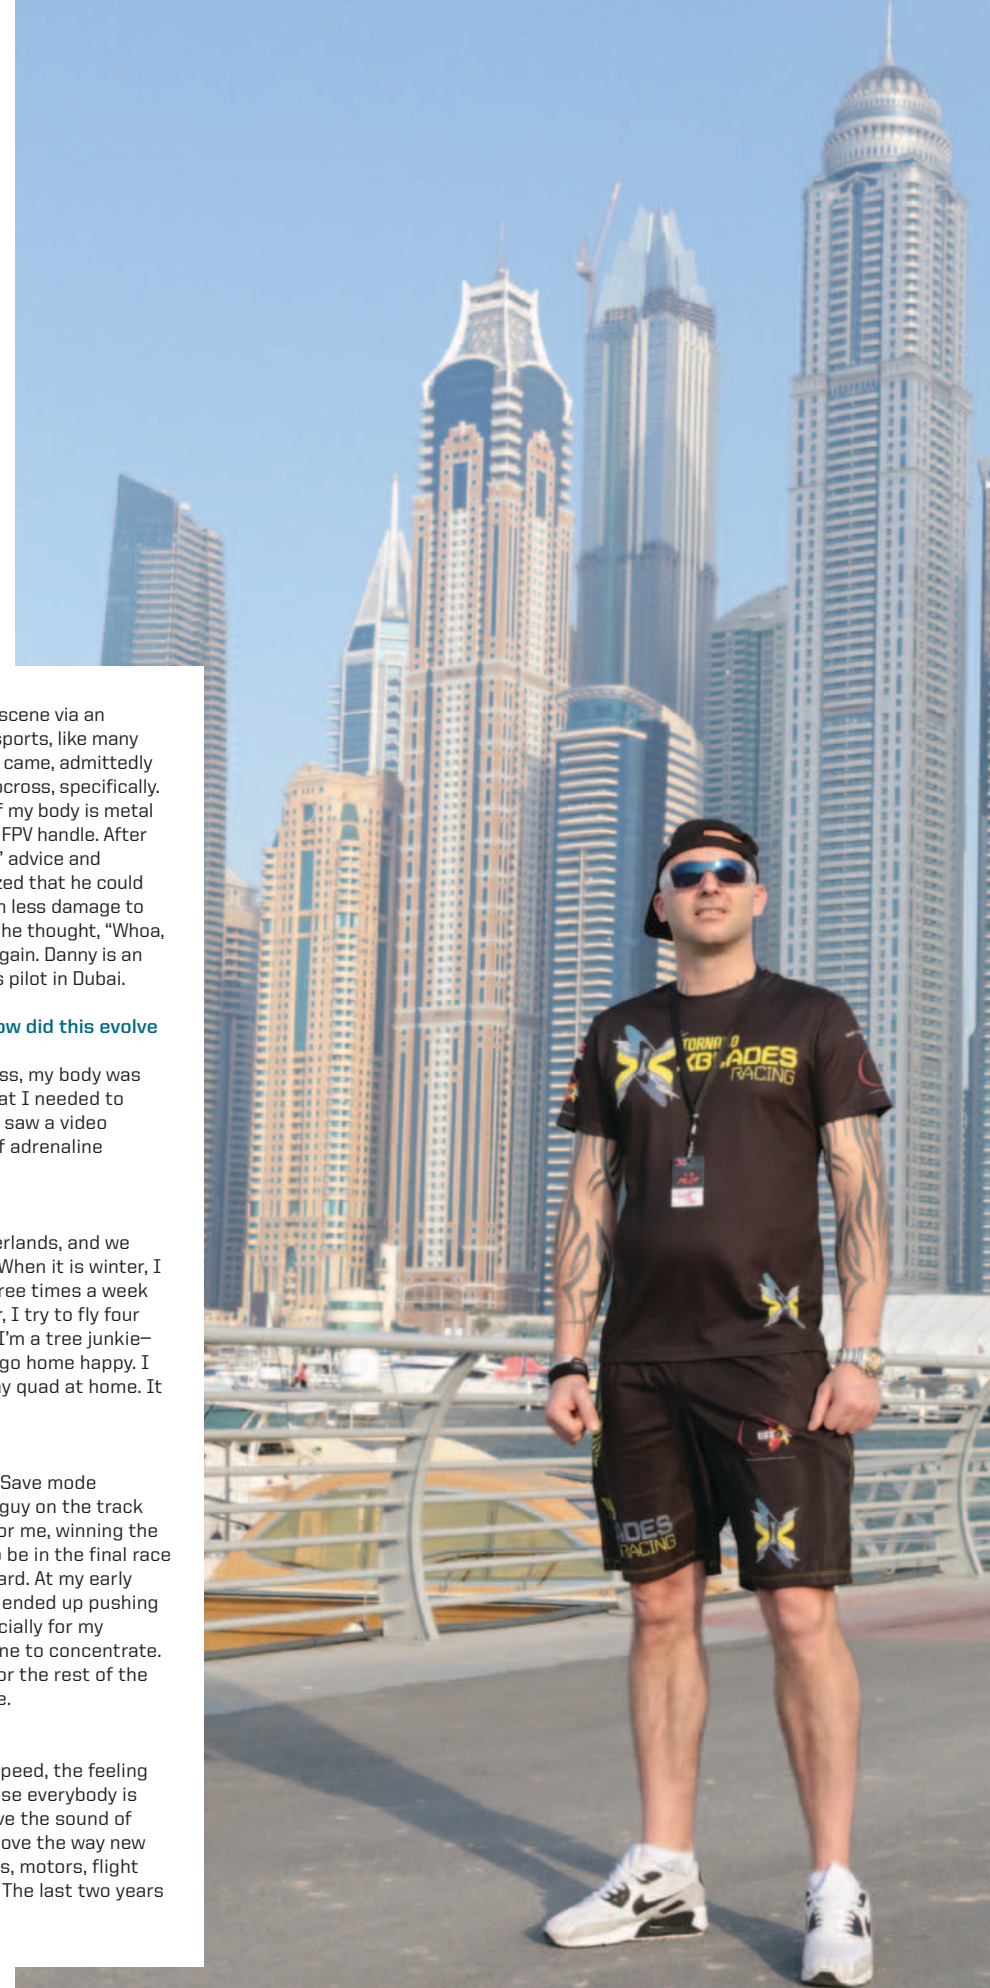 scene via an
sports, like many
came, admittedly
ocross, specifically.
f my body is metal
FPV handle. After
” advice and
zed that he could
n less damage to
he thought, “Whoa,
gain. Danny is an
s pilot in Dubai.
ow did this evolve
ss, my body was
at I needed to
saw a video
f adrenaline
erlands, and we
When it is winter, I
ree times a week
r, I try to fly four
I’m a tree junkie—
go home happy. I
y quad at home. It
Save mode
guy on the track
or me, winning the
o be in the final race
ard. At my early
ended up pushing
cially for my
ne to concentrate.
or the rest of the
e.
peed, the feeling
se everybody is
ve the sound of
ove the way new
s, motors, flight
The last two years
TORNA O
XB ADES
RACING
PILOT
ADES
RACING